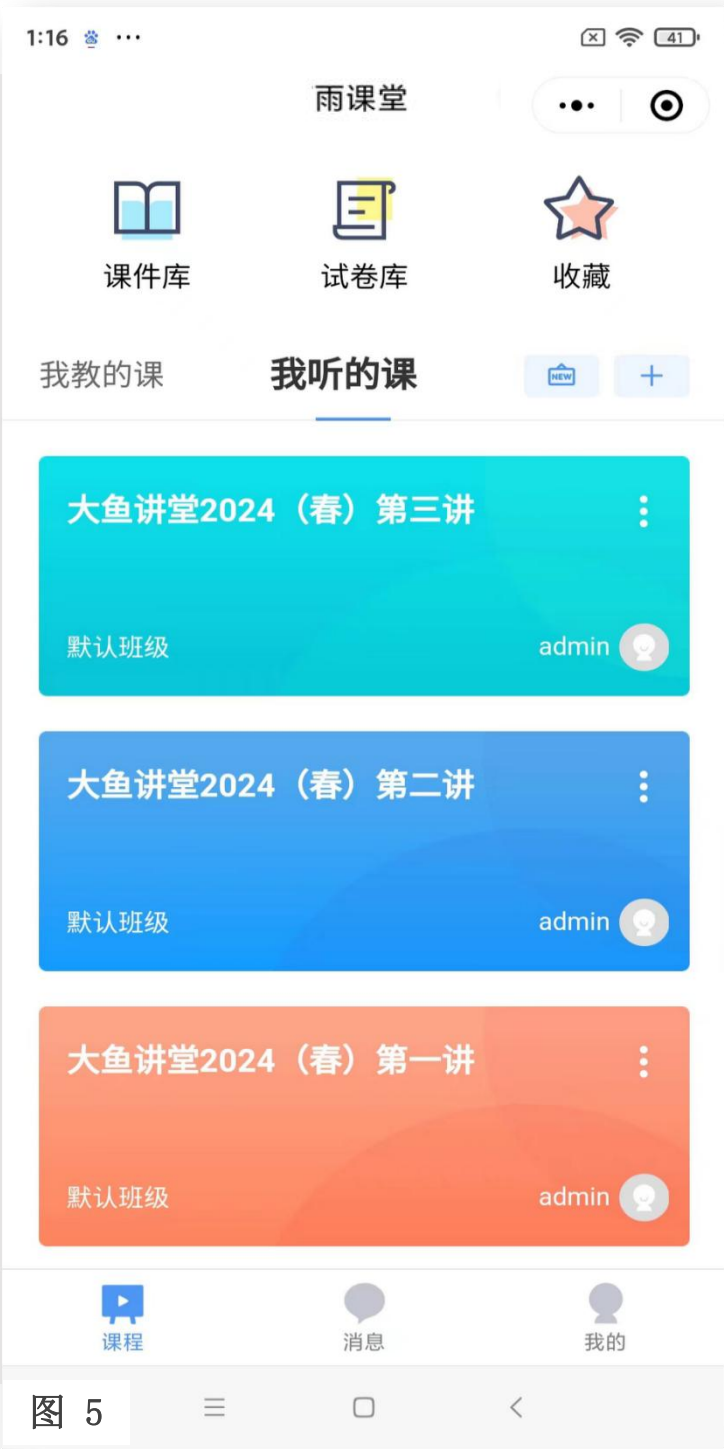 1:16 41
雨课堂
课件库 试卷库 收藏
我教的课 我听的课 NEW
大鱼讲堂2024（春）第三讲
默认班级 admin
大鱼讲堂2024（春）第二讲
默认班级 admin
大鱼讲堂2024（春）第一讲
默认班级 admin
课程 消息 我的
图 5